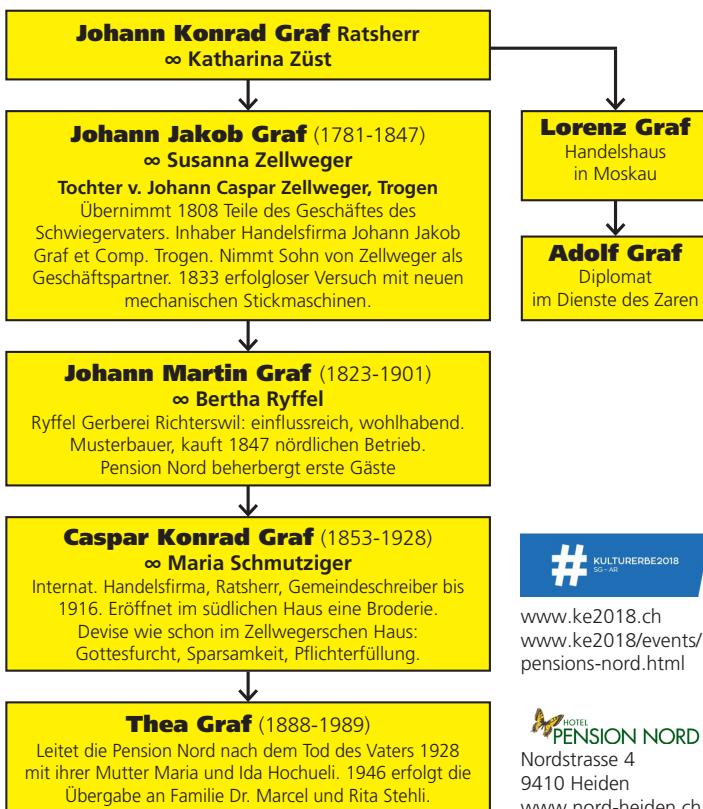 Johann Konrad Graf Ratsherr
∞ Katharina Züst
Johann Jakob Graf (1781-1847)
∞ Susanna Zellweger
Tochter v. Johann Caspar Zellweger, Trogen
Übernimmt 1808 Teile des Geschäftes des
Schwiegervaters. Inhaber Handelsfirma Johann Jakob
Graf et Comp. Trogen. Nimmt Sohn von Zellweger als
Geschäftspartner. 1833 erfolgloser Versuch mit neuen
mechanischen Stickmaschinen.
Lorenz Graf
Handelshaus
in Moskau
Adolf Graf
Diplomat
im Dienste des Zaren
Johann Martin Graf (1823-1901)
∞ Bertha Ryffel
Ryffel Gerberei Richterswil: einflussreich, wohlhabend.
Musterbauer, kauft 1847 nördlichen Betrieb.
Pension Nord beherbergt erste Gäste
Caspar Konrad Graf (1853-1928)
∞ Maria Schmutziger
Internat. Handelsfirma, Ratsherr, Gemeindeschreiber bis
1916. Eröffnet im südlichen Haus eine Broderie.
Devise wie schon im Zellwegerschen Haus:
Gottesfurcht, Sparsamkeit, Pflichterfüllung.
Thea Graf (1888-1989)
Leitet die Pension Nord nach dem Tod des Vaters 1928
mit ihrer Mutter Maria und Ida Hochueli. 1946 erfolgt die
Übergabe an Familie Dr. Marcel und Rita Stehli.
# KULTURERBE2018
SG - AR
www.ke2018.ch
www.ke2018/events/
pensions-nord.html
HOTEL
PENSION NORD
Nordstrasse 4
9410 Heiden
www.nord-heiden.ch